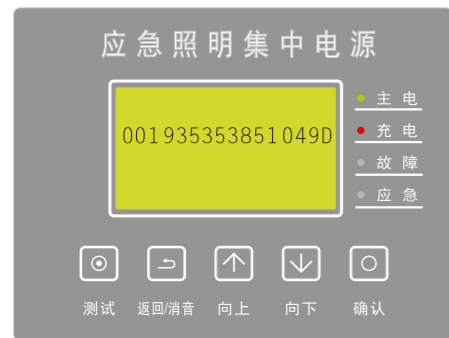 应急照明集中电源
001935353851049D
主电
充电
故障
应急
测试 返回/消音 向上 向下 确认